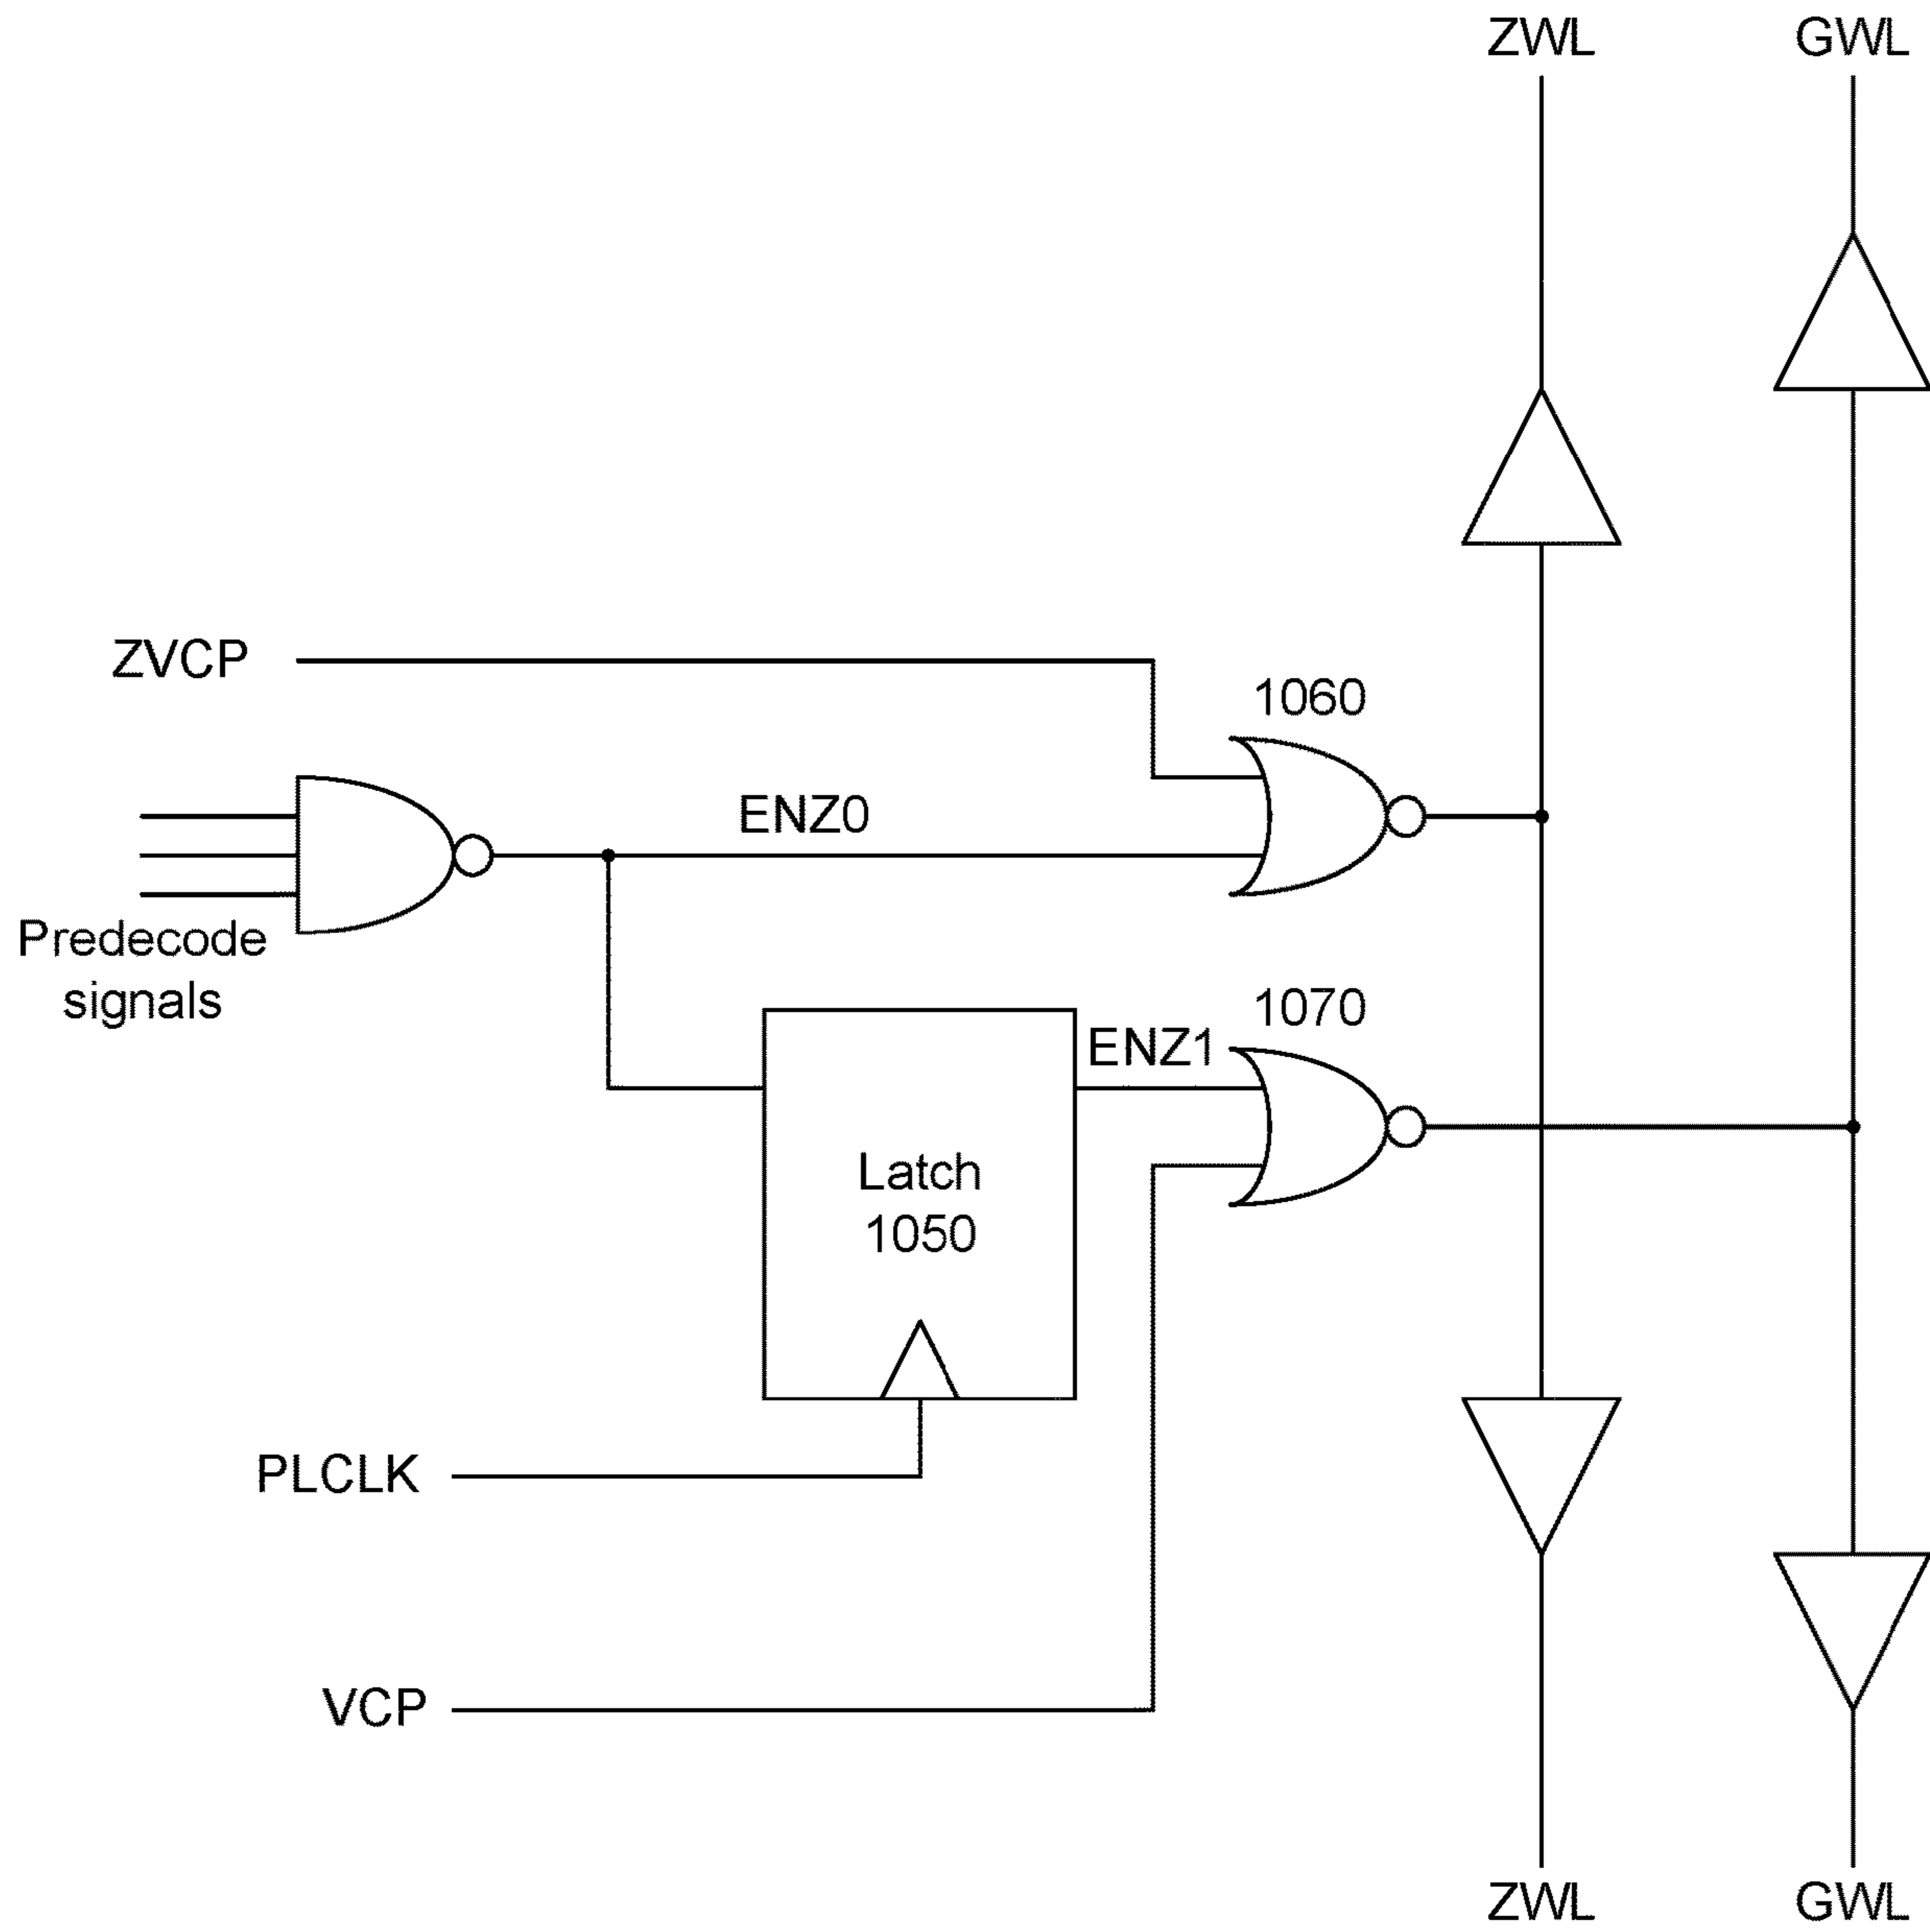 ZWL
GWL
ZVCP
1060
ENZ0
Predecode
signals
1070
ENZ1
Latch
1050
PLCLK
VCP
ZWL
GWL